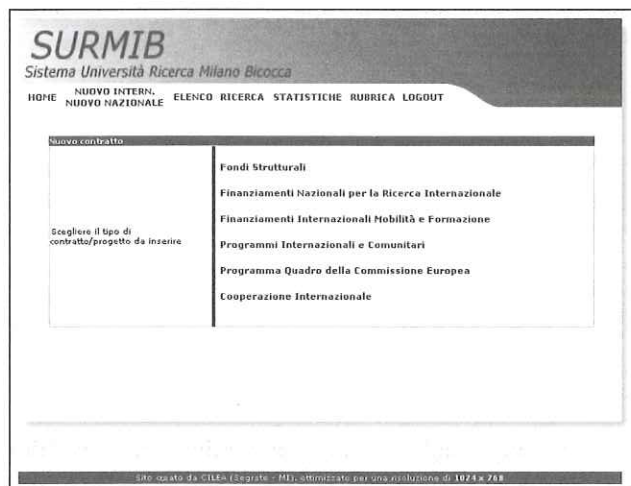 SURMIB
Sistema Università Ricerca Milano Bicocca
HOME NUOVO INTERN. NUOVO NAZIONALE ELENCO RICERCA STATISTICHE RUBRICA LOGOUT
Nuovo contratto
Scegliere il tipo di
contratto/progetto da inserire
Fondi Strutturali
Finanziamenti Nazionali per la Ricerca Internazionale
Finanziamenti Internazionali Mobilità e Formazione
Programmi Internazionali e Comunitari
Programma Quadro della Commissione Europea
Cooperazione Internazionale
Sito curato da CILEA (Segrate - MI), ottimizzato per una risoluzione di 1024 x 768